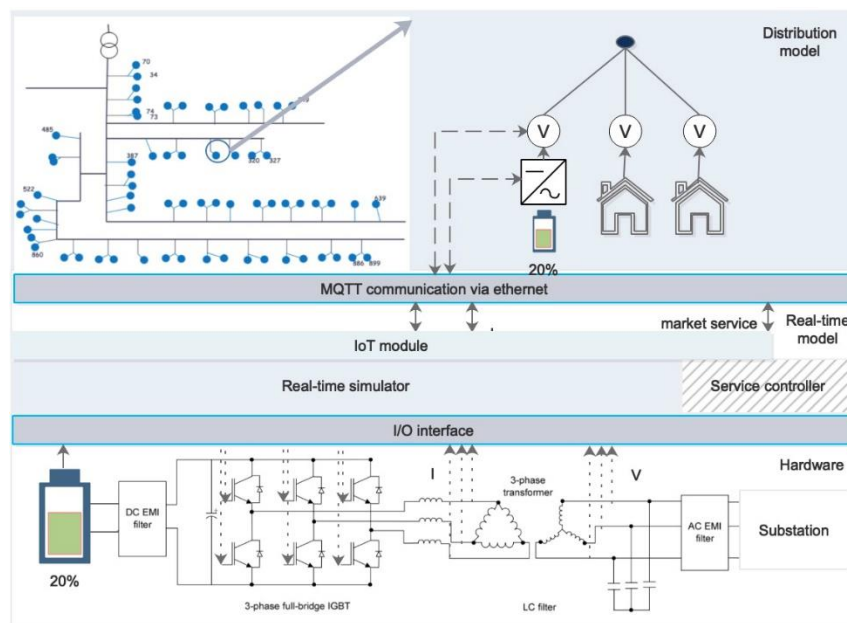 Distribution
model
70
34
74
73
485
387
320
327
522
639
860
886 899
V
V
V
20%
MQTT communication via ethernet
market service
Real-time
model
IoT module
Real-time simulator
Service controller
I/O interface
Hardware
I
3-phase
transformer
V
DC EMI
filter
AC EMI
filter
Substation
20%
3-phase full-bridge IGBT
LC filter